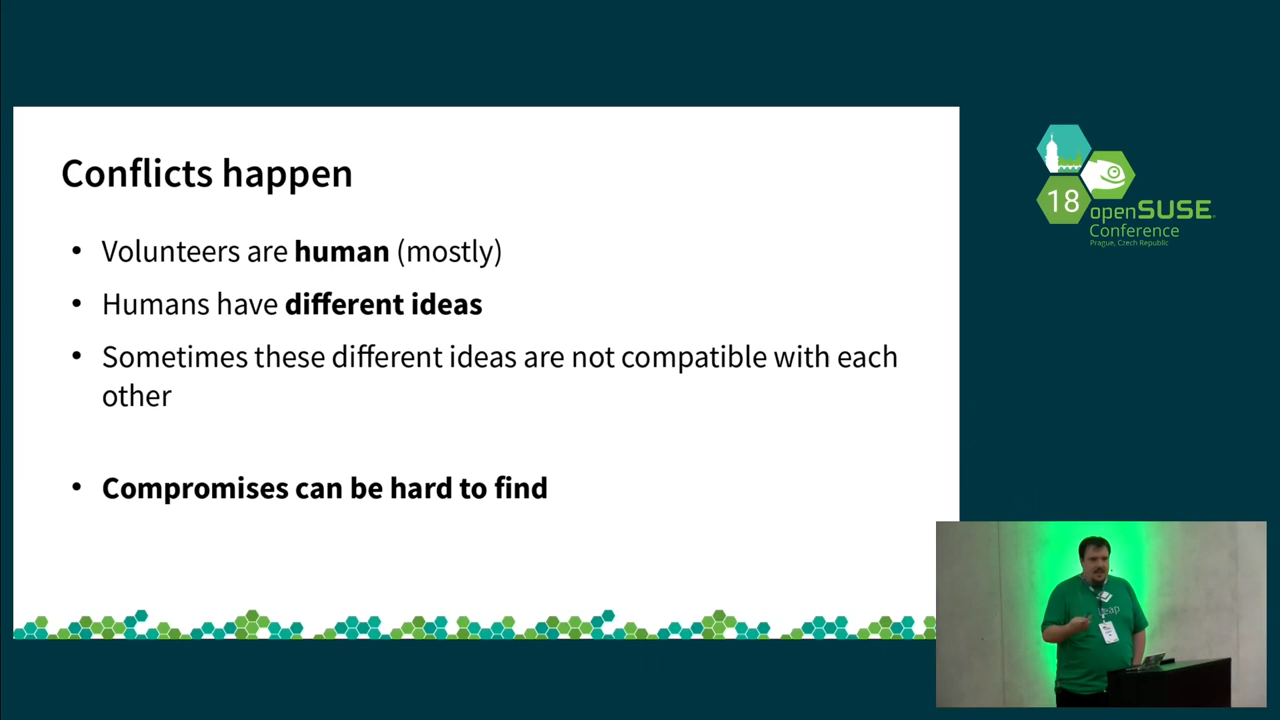 Conflicts happen
• Volunteers are human (mostly)
• Humans have different ideas
• Sometimes these different ideas are not compatible with each
other
• Compromises can be hard to find
18
openSUSE
Conference
Prague, Czech Republic